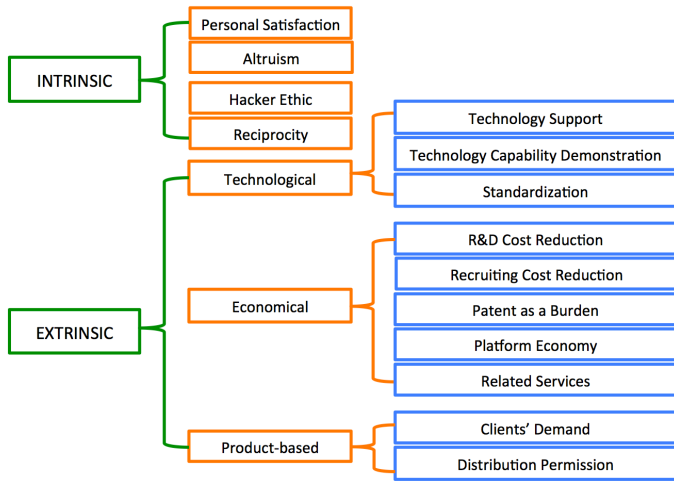 INTRINSIC
Personal Satisfaction
Altruism
Hacker Ethic
Reciprocity
EXTRINSIC
Technological
Technology Support
Technology Capability Demonstration
Standardization
Economical
R&D Cost Reduction
Recruiting Cost Reduction
Patent as a Burden
Platform Economy
Related Services
Product-based
Clients' Demand
Distribution Permission